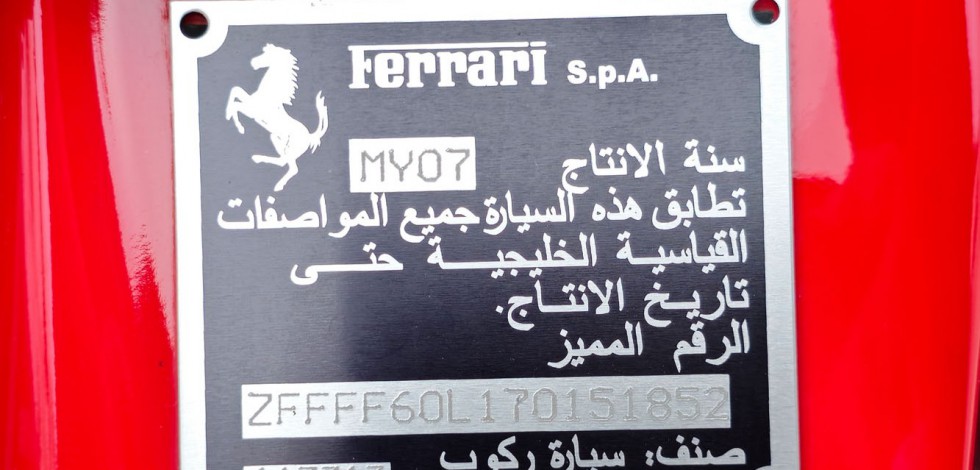 Ferrari S.p.A.
سنة الانتاج MY07
تطابق هذه السيارة جميع المواصفات
القياسية الخليجية حتى
تاريخ الانتاج.
الرقم المميز
ZFFFF60L170151852
صنف: سيارة ركوب